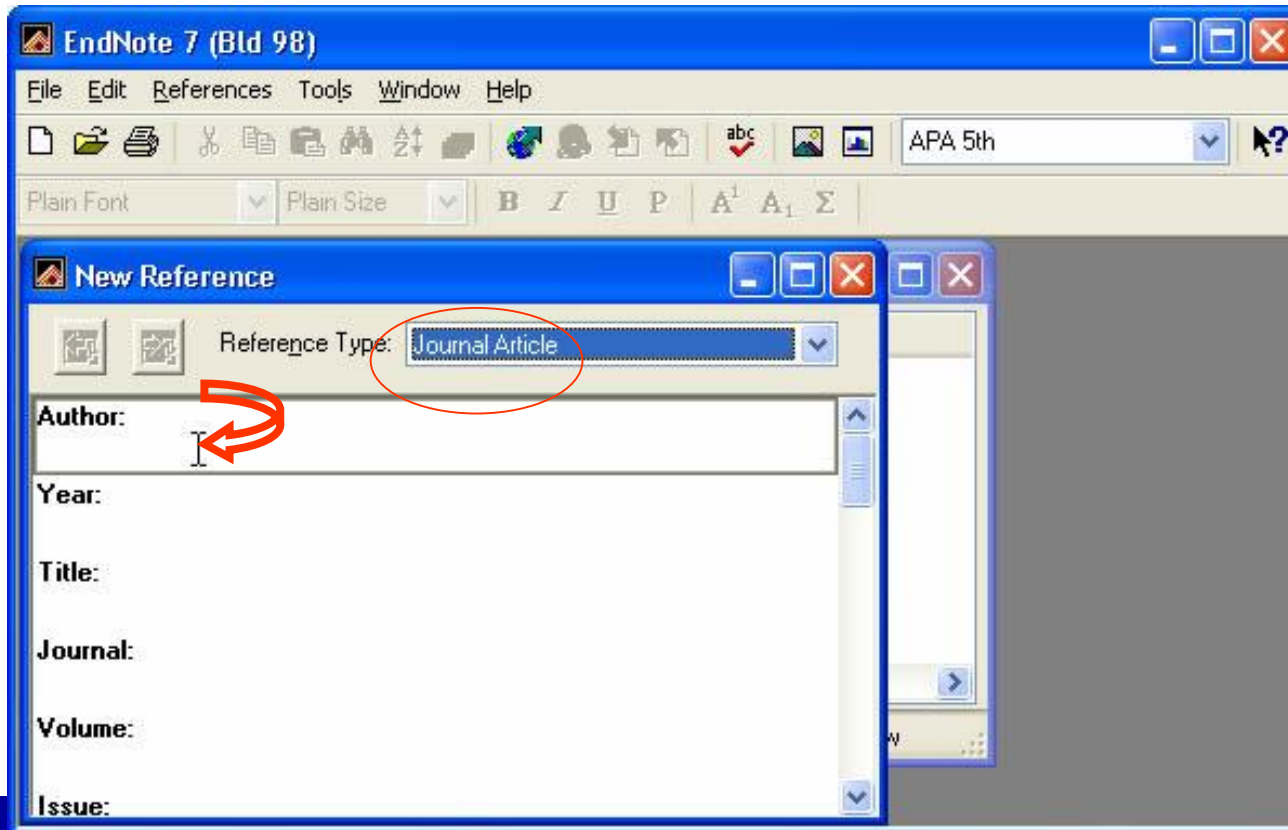 EndNote 7 (Bld 98)
File Edit References Tools Window Help
abc APA 5th
Plain Font Plain Size B I U P A1 A1 Σ
New Reference
Reference Type: Journal Article
Author:
Year:
Title:
Journal:
Volume:
w
Issue: